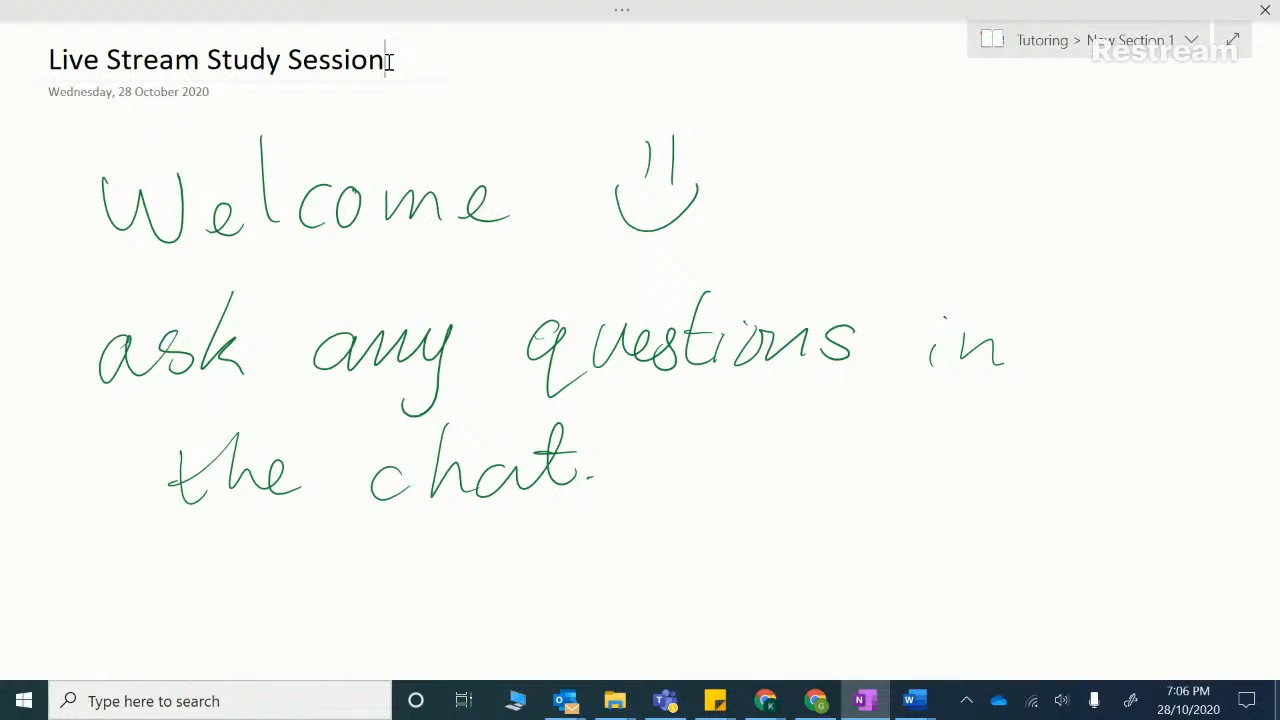 Live Stream Study Session
Tutoring > New Section 1
Restream
Wednesday, 28 October 2020
Welcome
ask any questions in
the chat.
Type here to search
7:06 PM
28/10/2020